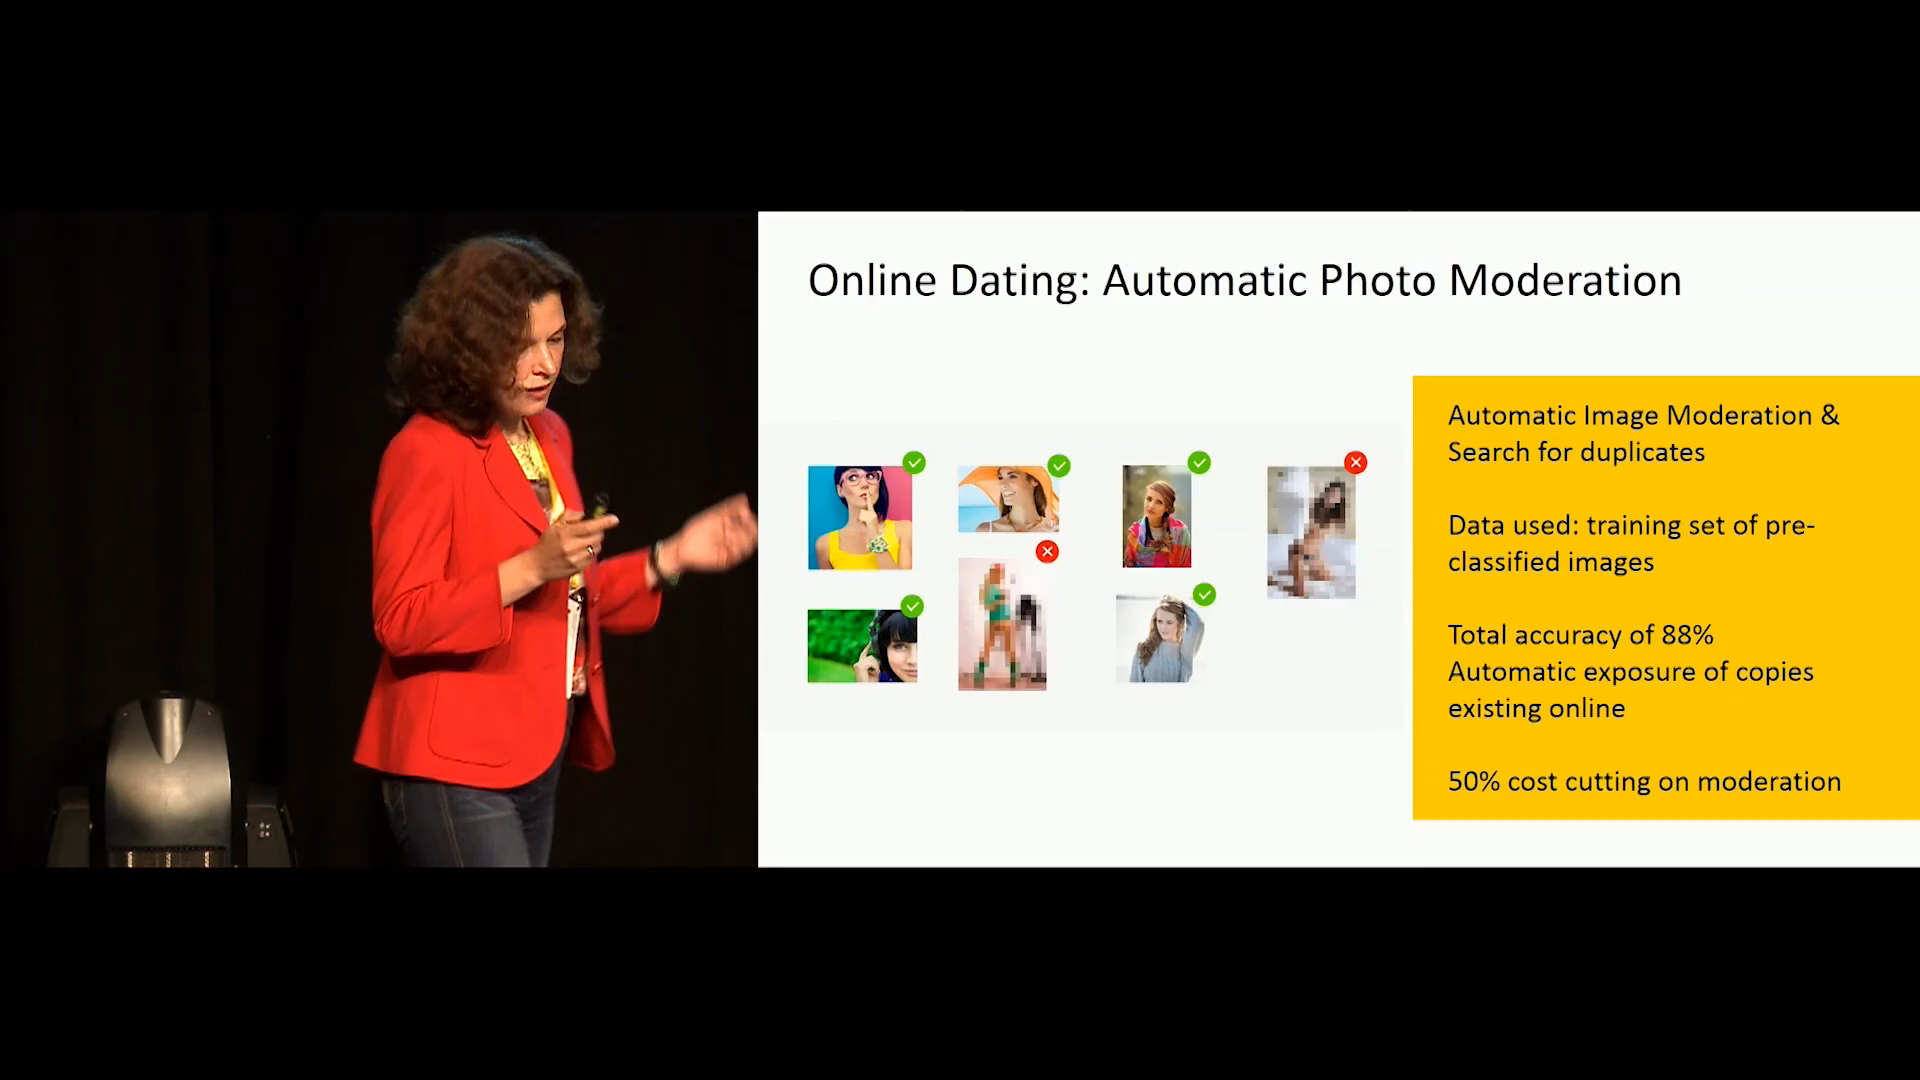 Online Dating: Automatic Photo Moderation
Automatic Image Moderation &
Search for duplicates
Data used: training set of pre-
classified images
Total accuracy of 88%
Automatic exposure of copies
existing online
50% cost cutting on moderation